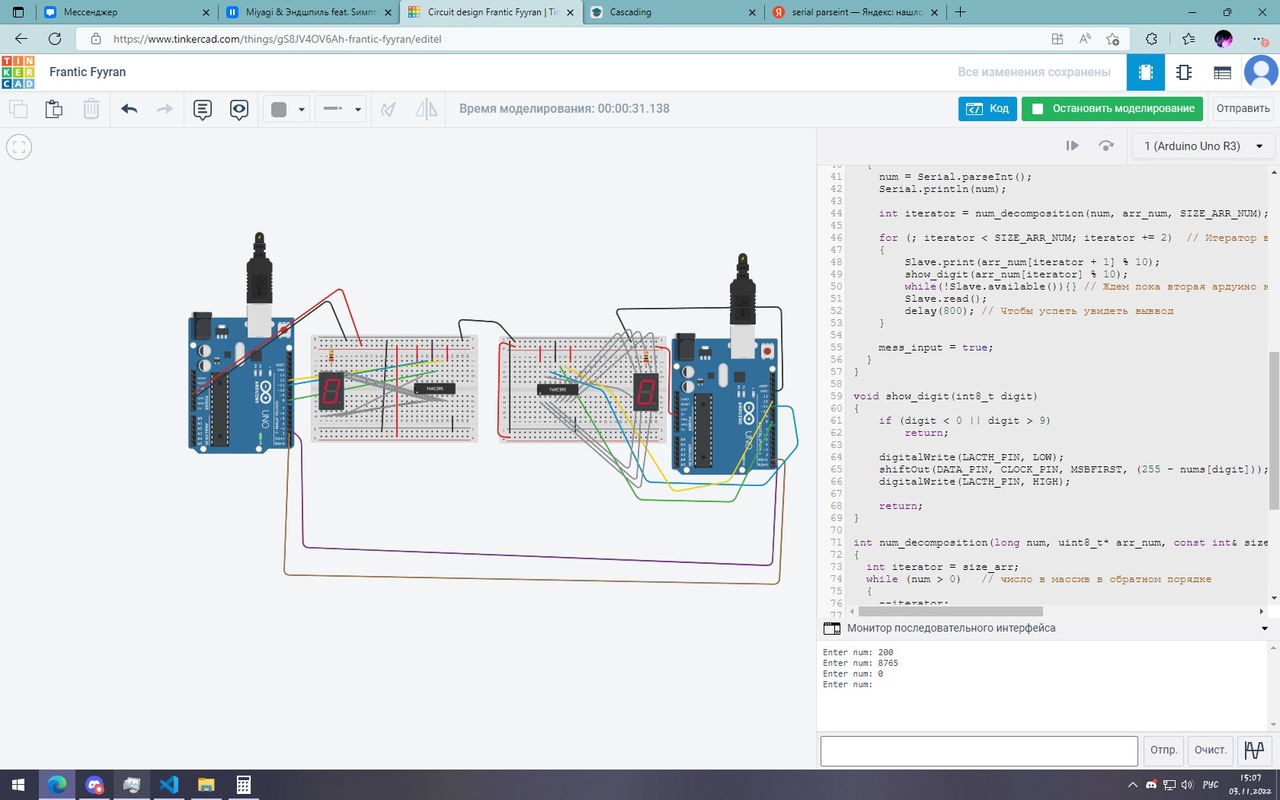 Мессенджер
Miyagi & Эндшпиль feat. Симпт
Circuit design Frantic Fyyran | Tin
Cascading
serial parseint — Яндекс: нашло
https://www.tinkercad.com/things/gS8JV4OV6Ah-frantic-fyyran/editel
TIN
KER
CAD
Frantic Fyyran
Все изменения сохранены
Время моделирования: 00:00:31.138
Код
Остановить моделирование
Отправить
1 (Arduino Uno R3)
40 {
41 num = Serial.parseInt();
42 Serial.println(num);
43
44 int iterator = num_decomposition(num, arr_num, SIZE_ARR_NUM);
45
46 for (; iterator < SIZE_ARR_NUM; iterator += 2) // Итератор в
47 {
48 Slave.print(arr_num[iterator + 1] % 10);
49 show_digit(arr_num[iterator] % 10);
50 while(!Slave.available()){} // Ждем пока вторая ардуино н
51 Slave.read();
52 delay(800); // Чтобы успеть увидеть выввод
53 }
54
55 mess_input = true;
56 }
57 }
58
59 void show_digit(int8_t digit)
60 {
61 if (digit < 0 || digit > 9)
62 return;
63
64 digitalWrite(LACTH_PIN, LOW);
65 shiftOut(DATA_PIN, CLOCK_PIN, MSBFIRST, (255 - nums[digit]));
66 digitalWrite(LACTH_PIN, HIGH);
67
68 return;
69 }
70
71 int num_decomposition(long num, uint8_t* arr_num, const int& size
72 {
73 int iterator = size_arr;
74 while (num > 0) // число в массив в обратном порядке
75 {
76 --iterator;
77
74HC595
74HC595
UNO
ARDUINO
Монитор последовательного интерфейса
Enter num: 200
Enter num: 8765
Enter num: 0
Enter num:
Отпр.
Очист.
РУС
15:07
03.11.2022